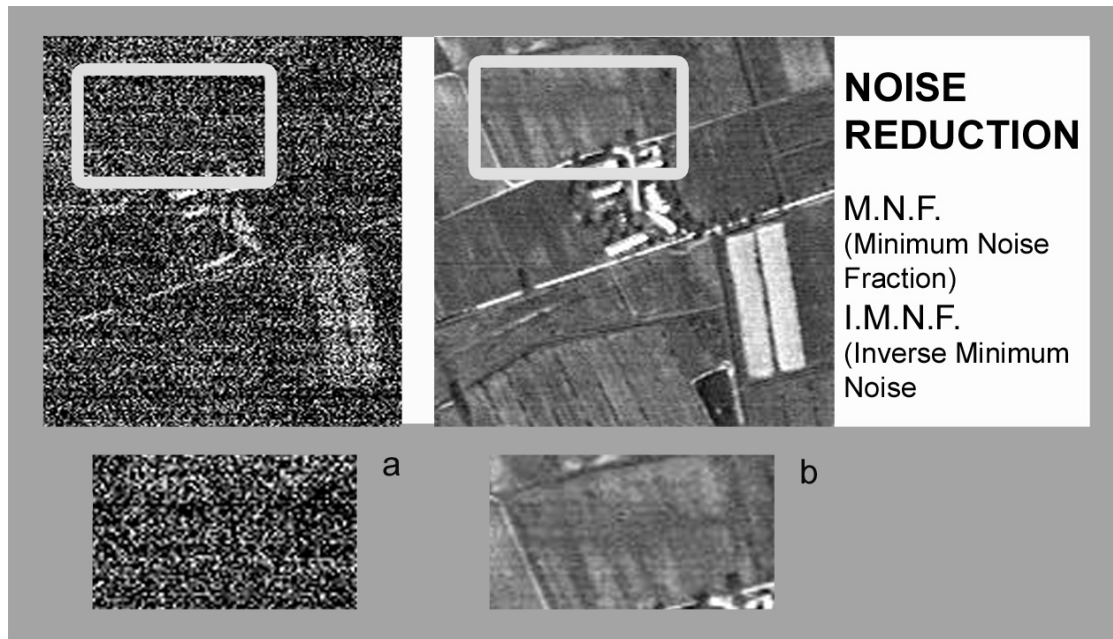 NOISE
REDUCTION
M.N.F.
(Minimum Noise
Fraction)
I.M.N.F.
(Inverse Minimum
Noise
a
b